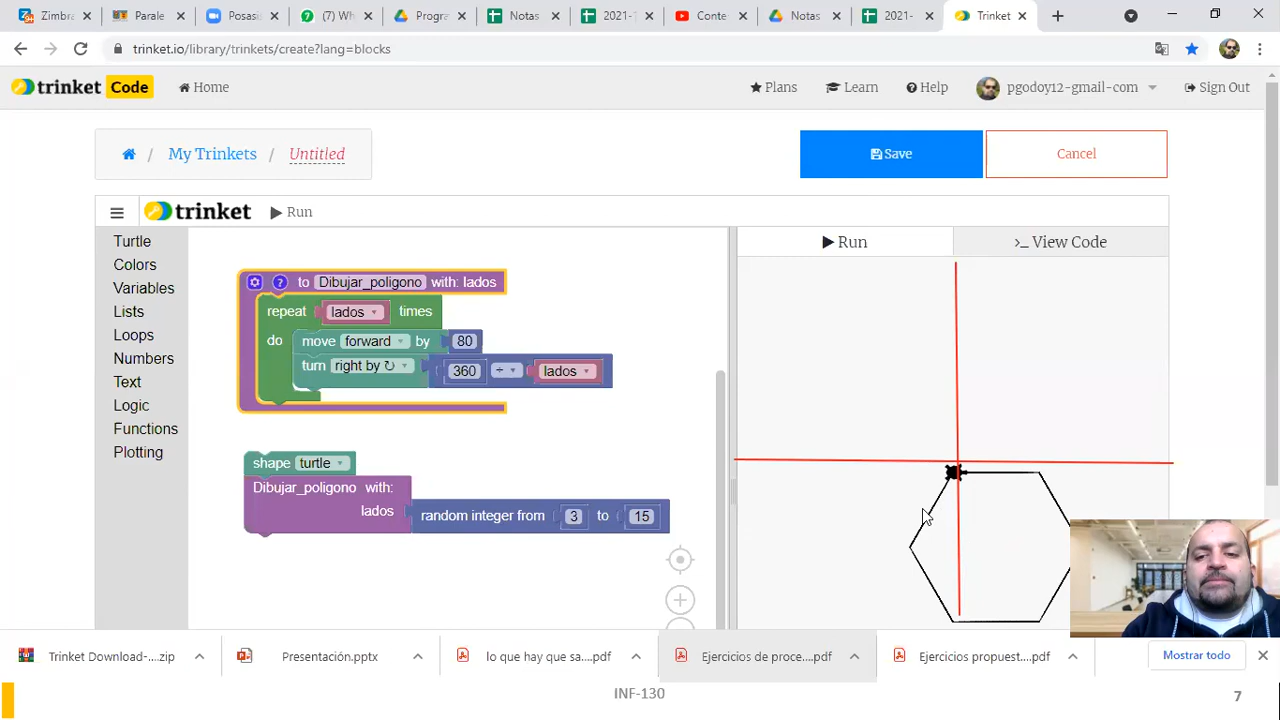 Zimbra
Parale
Posas
(7) Wh
Progra
Notas
2021-1
Conte
Notas
2021-
Trinket
trinket.io/library/trinkets/create?lang=blocks
trinket Code
Home
Plans
Learn
Help
pgodoy12-gmail-com
Sign Out
/ My Trinkets / Untitled
Save
Cancel
trinket
Run
Turtle
Colors
Variables
Lists
Loops
Numbers
Text
Logic
Functions
Plotting
to Dibujar_poligono with: lados
repeat lados times
do move forward by 80
turn right by ↻ 360 ÷ lados
shape turtle
Dibujar_poligono with:
lados random integer from 3 to 15
Run
>_ View Code
Trinket Download-....zip
Presentación.pptx
lo que hay que sa....pdf
Ejercicios de proce....pdf
Ejercicios propuest....pdf
Mostrar todo
INF-130
7